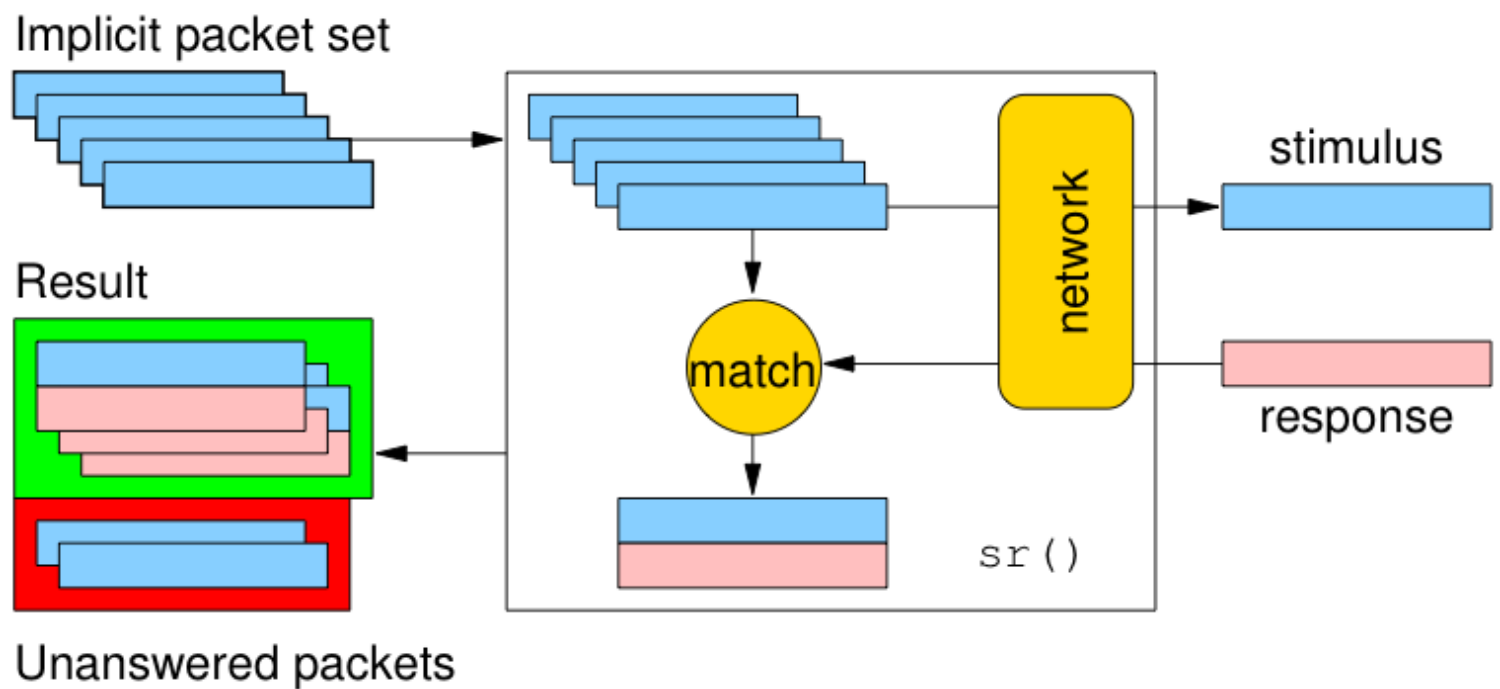 Implicit packet set
stimulus
network
Result
match
response
sr()
Unanswered packets